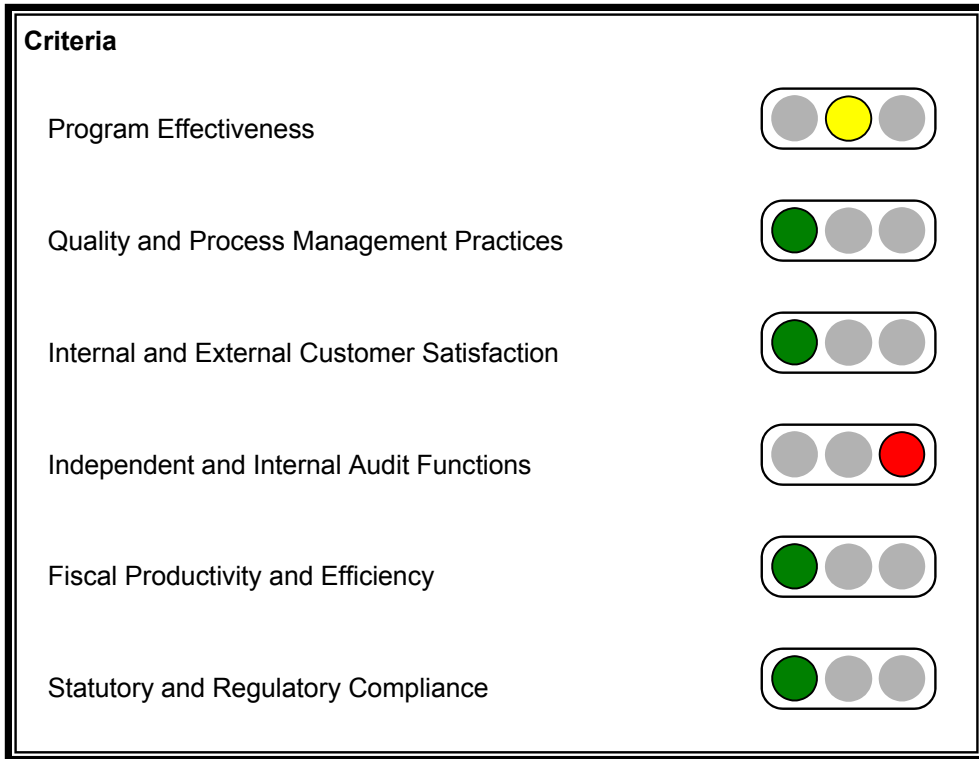 Criteria
Program Effectiveness
Quality and Process Management Practices
Internal and External Customer Satisfaction
Independent and Internal Audit Functions
Fiscal Productivity and Efficiency
Statutory and Regulatory Compliance